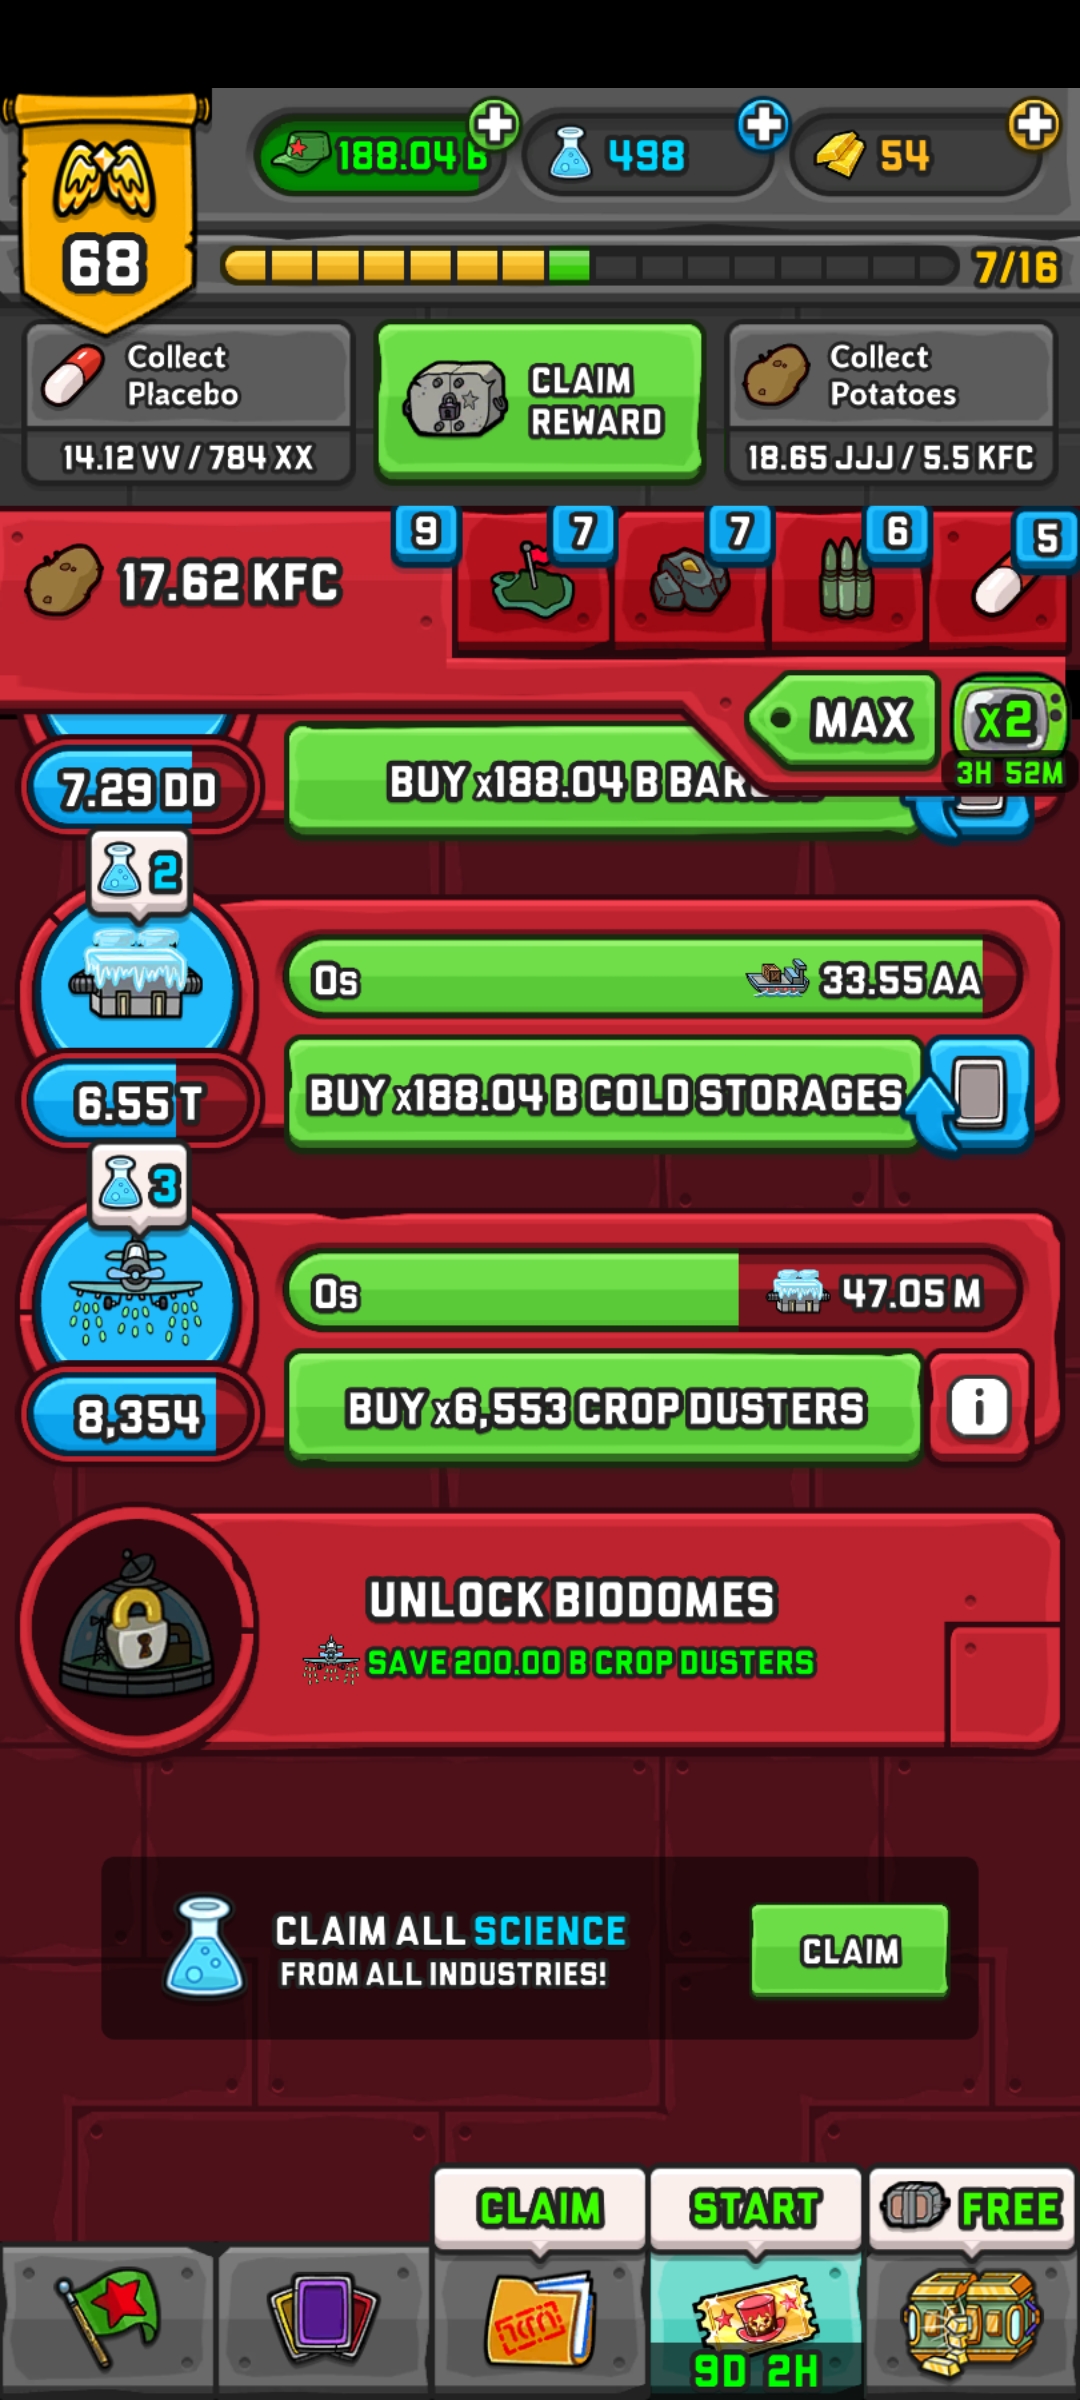 188.04 B
498
54
68
7/16
Collect
Placebo
14.12 VV / 784 XX
CLAIM
REWARD
Collect
Potatoes
18.65 JJJ / 5.5 KFC
9
7
7
6
5
17.62 KFC
MAX
x2
3H 52M
7.29 DD
BUY x188.04 B
2
0s
33.55 AA
6.55 T
BUY x188.04 B COLD STORAGES
3
0s
47.05 M
8,354
BUY x6,553 CROP DUSTERS
i
UNLOCK BIODOMES
SAVE 200.00 B CROP DUSTERS
CLAIM ALL SCIENCE
FROM ALL INDUSTRIES!
CLAIM
CLAIM
START
FREE
9D 2H